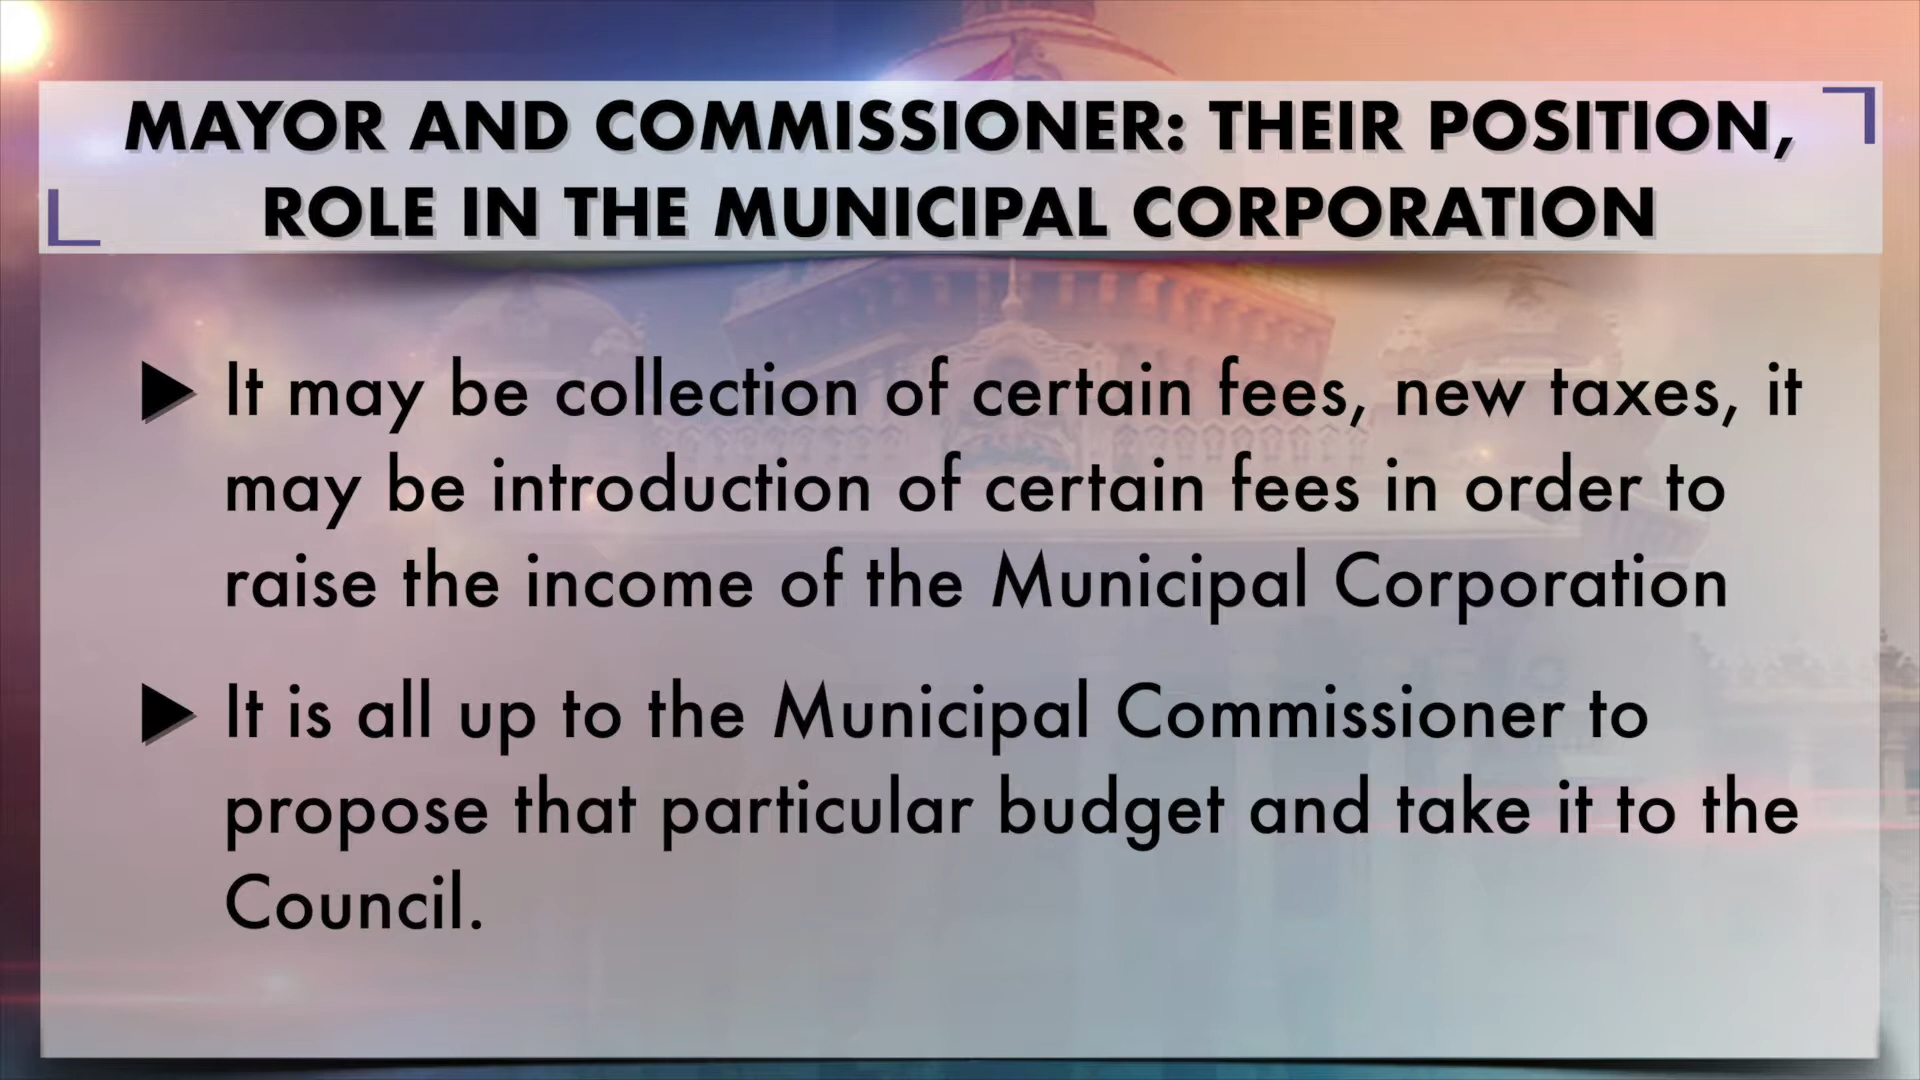 MAYOR AND COMMISSIONER: THEIR POSITION,
ROLE IN THE MUNICIPAL CORPORATION
▶ It may be collection of certain fees, new taxes, it
may be introduction of certain fees in order to
raise the income of the Municipal Corporation
▶ It is all up to the Municipal Commissioner to
propose that particular budget and take it to the
Council.